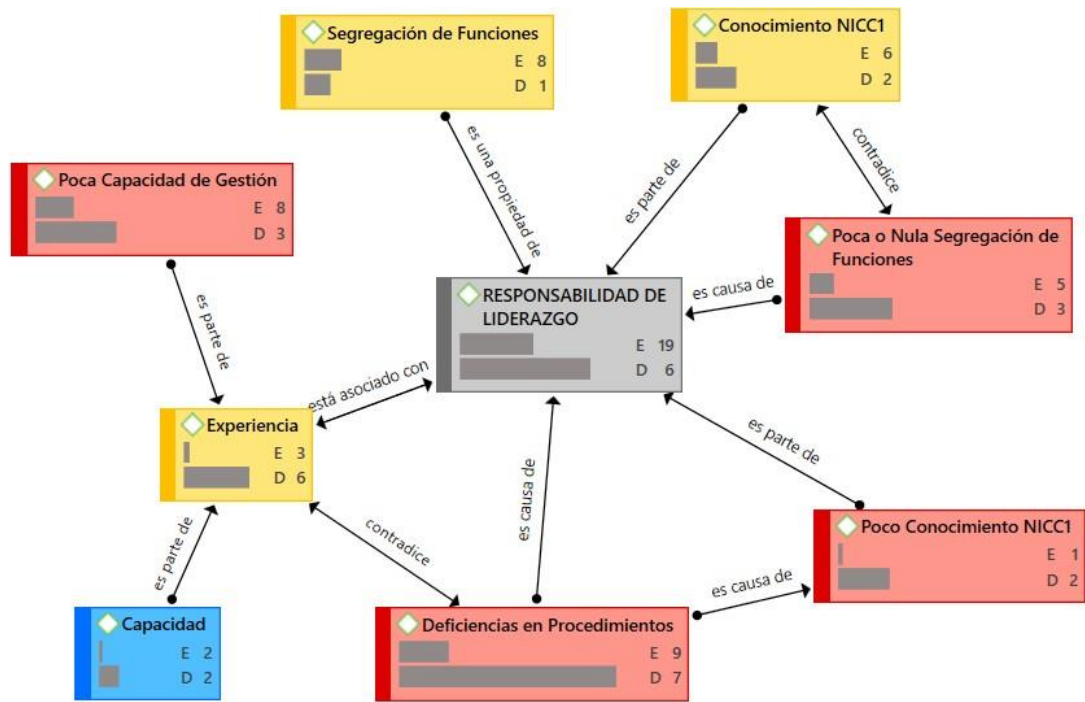 Segregación de Funciones
E 8
D 1
Conocimiento NICC1
E 6
D 2
es una propiedad de
es parte de
contradice
Poca Capacidad de Gestión
E 8
D 3
Poca o Nula Segregación de
Funciones
E 5
D 3
es causa de
RESPONSABILIDAD DE
LIDERAZGO
E 19
D 6
es parte de
está asociado con
Experiencia
E 3
D 6
es parte de
es causa de
contradice
es parte de
Poco Conocimiento NICC1
E 1
D 2
es causa de
Capacidad
E 2
D 2
Deficiencias en Procedimientos
E 9
D 7